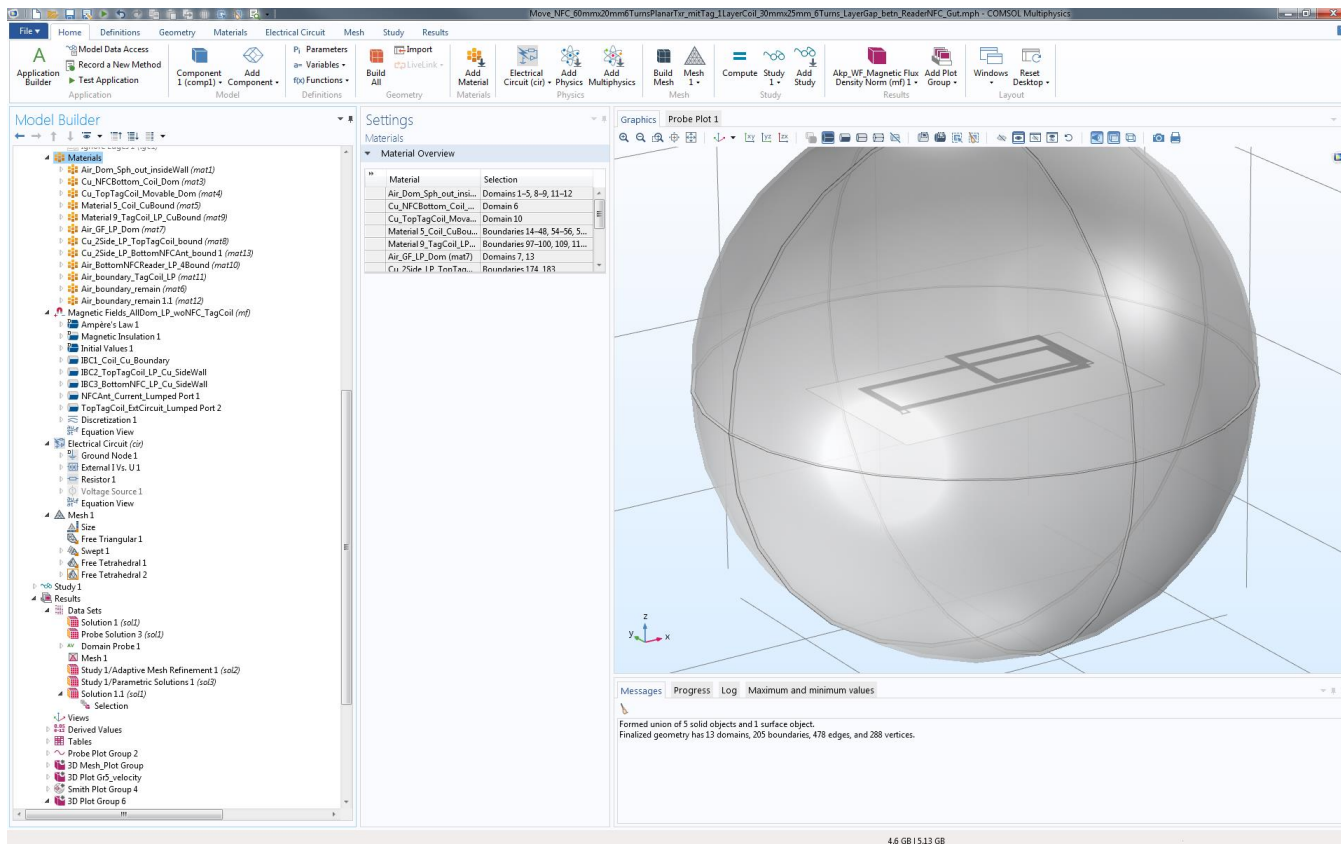 Move_NFC_60mmx20mm6TurnsPlanarTxr_mitTag_1LayerCoil_30mmx25mm_6Turns_LayerGap_betn_ReaderNFC_Gut.mph - COMSOL Multiphysics
File Home Definitions Geometry Materials Electrical Circuit Mesh Study Results
Application Builder
Model Data Access
Record a New Method
Test Application
Component 1 (comp1)
Add Component
Pi Parameters
a= Variables
f(x) Functions
Build All
Import
LiveLink
Add Material
Electrical Circuit (cir)
Add Physics
Add Multiphysics
Build Mesh
Mesh 1
Compute
Study 1
Add Study
Akp_WF_Magnetic Flux Density Norm (mf) 1
Add Plot Group
Windows
Reset Desktop
Application Model Definitions Geometry Materials Physics Mesh Study Results Layout
Model Builder
Materials
Air_Dom_Sph_out_insideWall (mat1)
Cu_NFCBottom_Coil_Dom (mat3)
Cu_TopTagCoil_Movable_Dom (mat4)
Material 5_Coil_CuBound (mat5)
Material 9_TagCoil_LP_CuBound (mat9)
Air_GF_LP_Dom (mat7)
Cu_2Side_LP_TopTagCoil_bound (mat8)
Cu_2Side_LP_BottomNFCAnt_bound 1 (mat13)
Air_BottomNFCReader_LP_4Bound (mat10)
Air_boundary_TagCoil_LP (mat11)
Air_boundary_remain (mat6)
Air_boundary_remain 1.1 (mat12)
Magnetic Fields_AllDom_LP_woNFC_TagCoil (mf)
Ampère's Law 1
Magnetic Insulation 1
Initial Values 1
IBC1_Coil_Cu_Boundary
IBC2_TopTagCoil_LP_Cu_SideWall
IBC3_BottomNFC_LP_Cu_SideWall
NFCAnt_Current_Lumped Port 1
TopTagCoil_ExtCircuit_Lumped Port 2
Discretization 1
Equation View
Electrical Circuit (cir)
Ground Node 1
External I Vs. U 1
Resistor 1
Voltage Source 1
Equation View
Mesh 1
Size
Free Triangular 1
Swept 1
Free Tetrahedral 1
Free Tetrahedral 2
Study 1
Results
Data Sets
Solution 1 (sol1)
Probe Solution 3 (sol1)
Domain Probe 1
Mesh 1
Study 1/Adaptive Mesh Refinement 1 (sol2)
Study 1/Parametric Solutions 1 (sol3)
Solution 1.1 (sol1)
Selection
Views
Derived Values
Tables
Probe Plot Group 2
3D Mesh_Plot Group
3D Plot Gr5_velocity
Smith Plot Group 4
3D Plot Group 6
Settings
Materials
Material Overview
Material Selection
Air_Dom_Sph_out_insi... Domains 1–5, 8–9, 11–12
Cu_NFCBottom_Coil_... Domain 6
Cu_TopTagCoil_Mova... Domain 10
Material 5_Coil_CuBou... Boundaries 14–48, 54–56, 5...
Material 9_TagCoil_LP... Boundaries 97–100, 109, 11...
Air_GF_LP_Dom (mat7) Domains 7, 13
Cu_2Side_LP_TopTag... Boundaries 174, 183
Graphics Probe Plot 1
z
y
x
Messages Progress Log Maximum and minimum values
Formed union of 5 solid objects and 1 surface object.
Finalized geometry has 13 domains, 205 boundaries, 478 edges, and 288 vertices.
4.6 GB | 5.13 GB